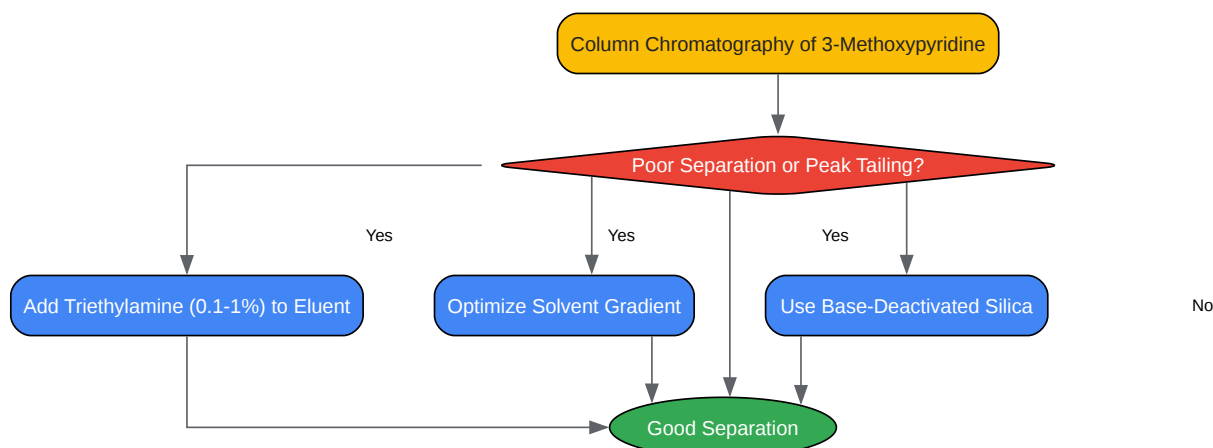 Column Chromatography of 3-Methoxypyridine
Poor Separation or Peak Tailing?
Yes
Yes
Yes
Add Triethylamine (0.1-1%) to Eluent
Optimize Solvent Gradient
Use Base-Deactivated Silica
No
Good Separation